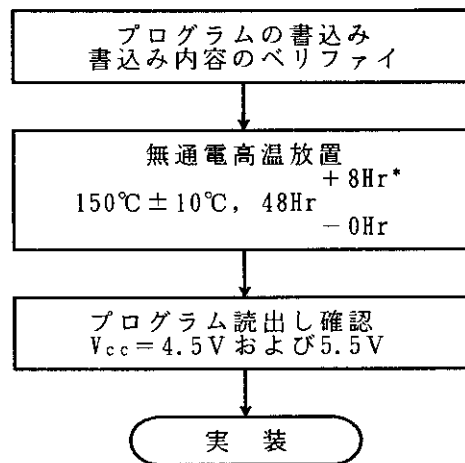 プログラムの書込み
書込み内容のベリファイ
無通電高温放置
+8Hr*
150℃±10℃, 48Hr
-0Hr
プログラム読出し確認
Vcc=4.5Vおよび5.5V
実 装